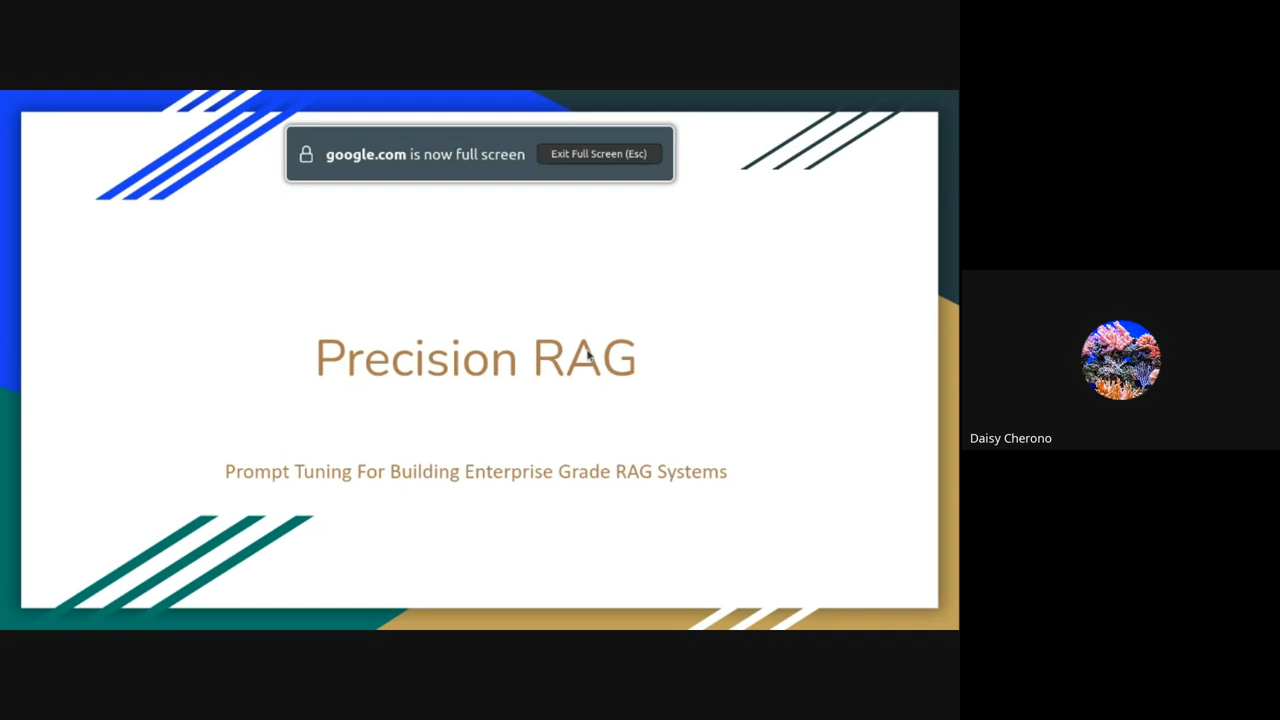 google.com is now full screen
Exit Full Screen (Esc)
Precision RAG
Prompt Tuning For Building Enterprise Grade RAG Systems
Daisy Cherono